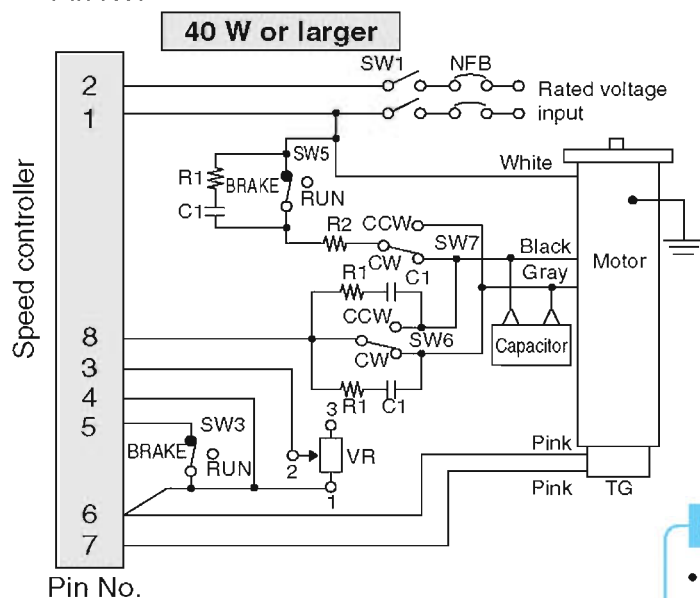 40 W or larger
SW1 NFB
2
Rated voltage
1
input
SW5
White
R1 BRAKE RUN
C1
R2 CCW SW7
Black
CW C1
Gray
Motor
R1
CCW
8
SW6
Capacitor
CW
3
4
R1 C1
5
SW3
3
BRAKE RUN
2 VR
Pink
1
Pink TG
6
7
Speed controller
Pin No.